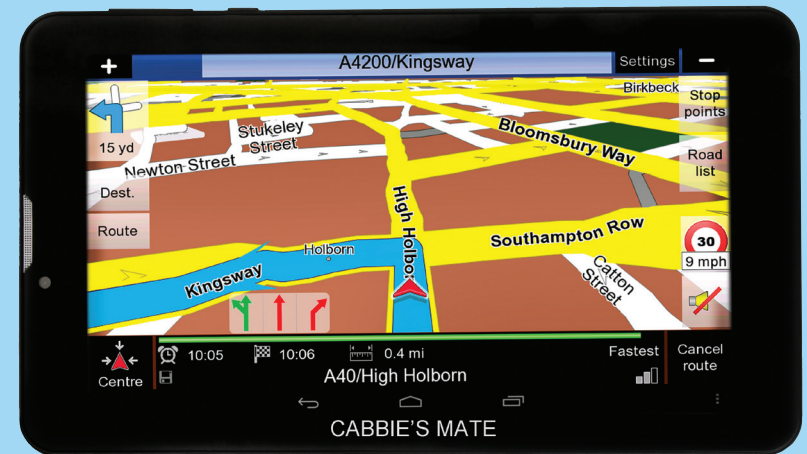 +
A4200/Kingsway
Settings
−
Birkbeck
Stop
points
15 yd
Stukeley
Street
Newton Street
Bloomsbury Way
Road
list
Dest.
Route
High Holbo
Southampton Row
30
9 mph
Holborn
Kingsway
Catton
Street
Centre
10:05
10:06
0.4 mi
Fastest
Cancel
route
A40/High Holborn
CABBIE'S MATE